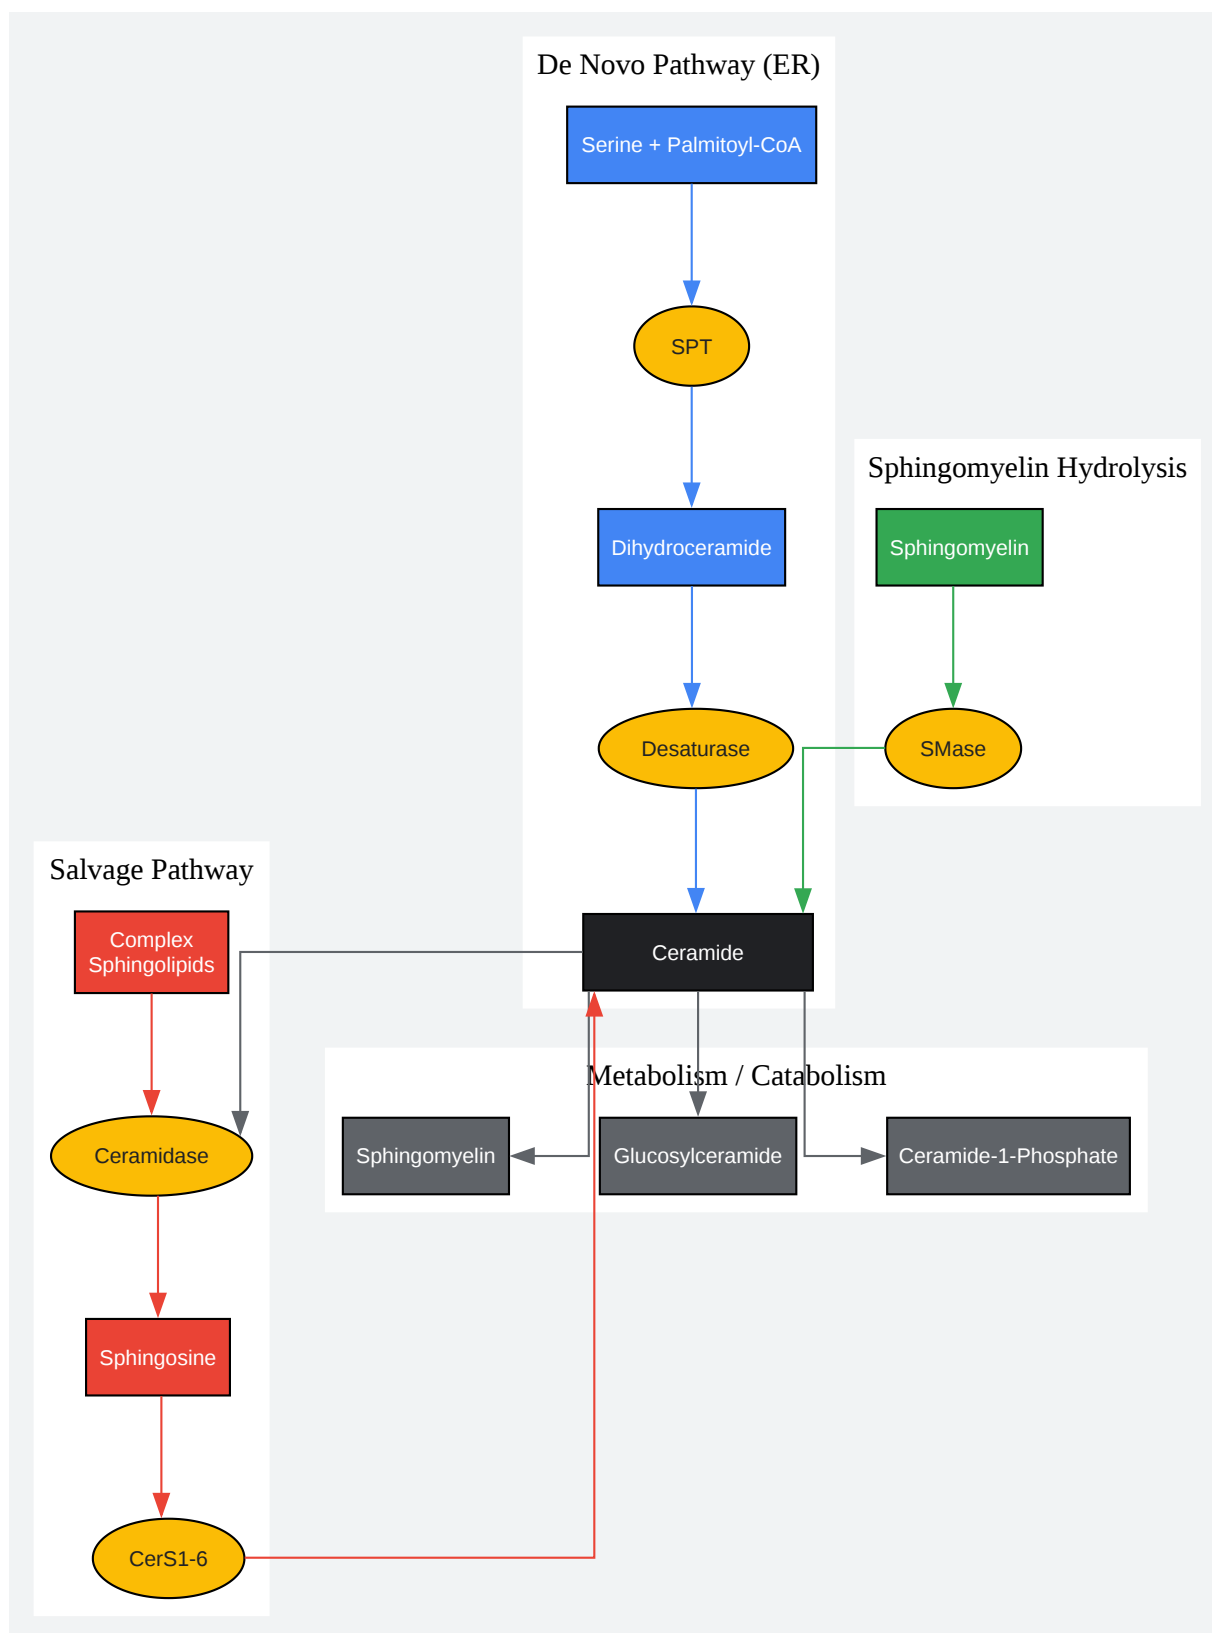 De Novo Pathway (ER)
Serine + Palmitoyl-CoA
SPT
Dihydroceramide
Desaturase
Ceramide
Sphingomyelin Hydrolysis
Sphingomyelin
SMase
Salvage Pathway
Complex
Sphingolipids
Ceramidase
Sphingosine
CerS1-6
Metabolism / Catabolism
Sphingomyelin
Glucosylceramide
Ceramide-1-Phosphate